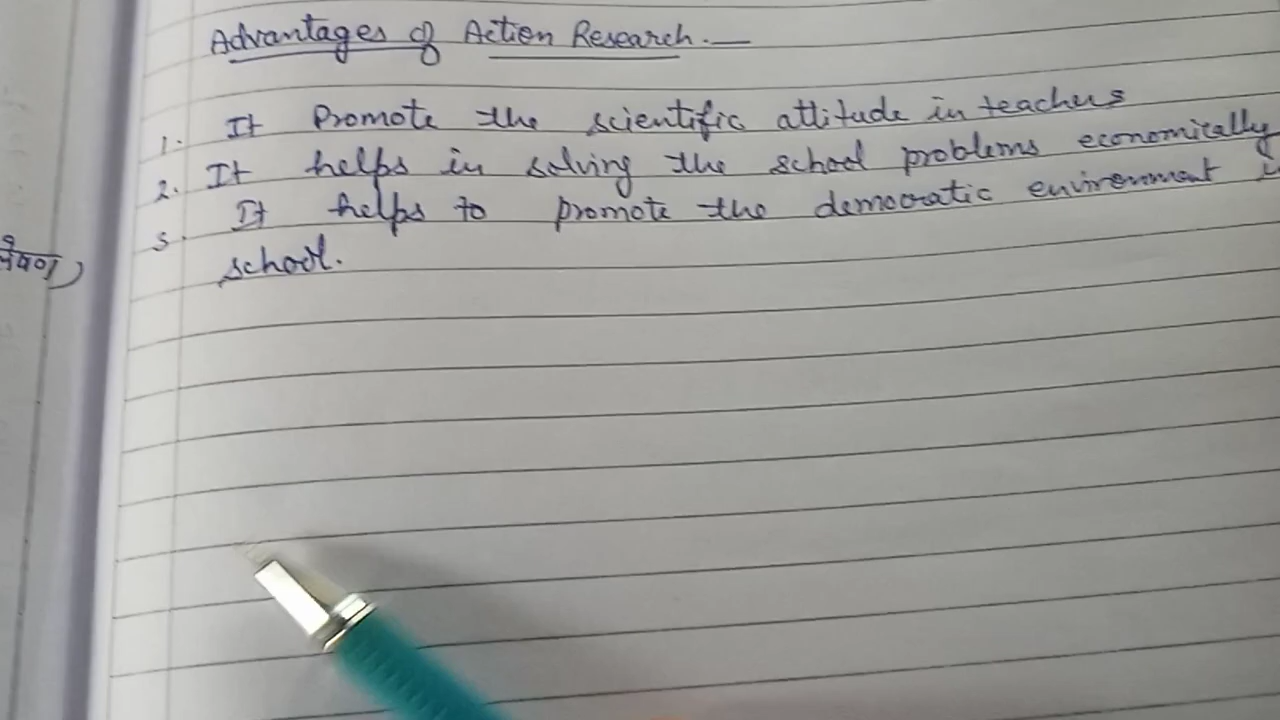 Advantages of Action Research.—
1. It Promote the scientific attitude in teachers
2. It helps in solving the school problems economically
3. It helps to promote the democratic environment
school.